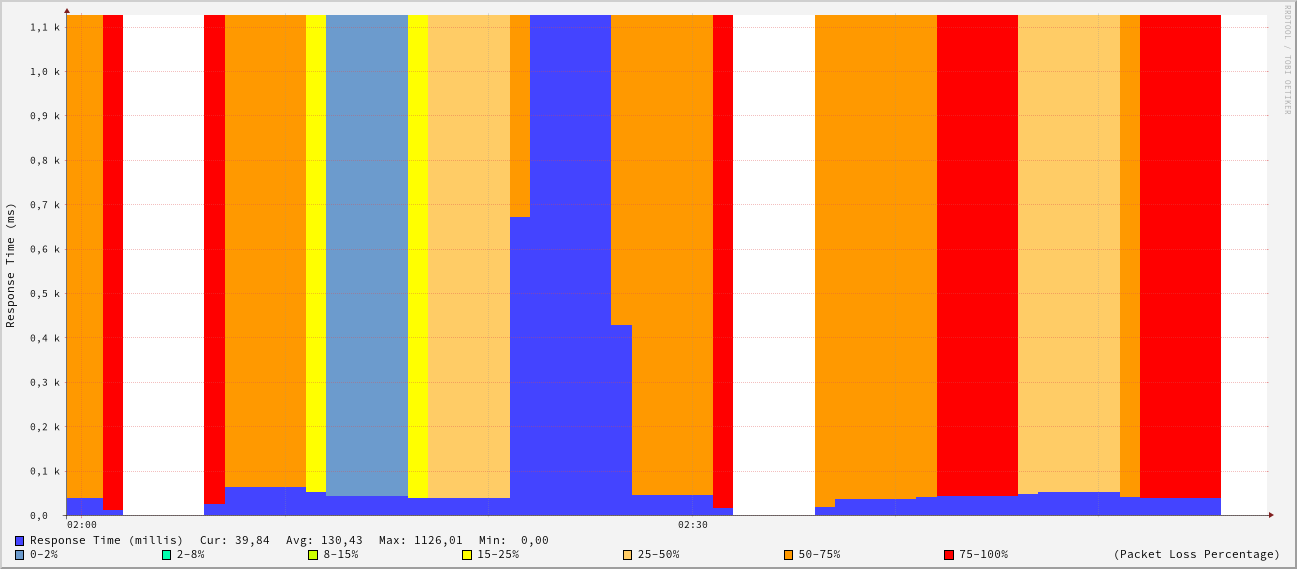 RRDTOOL / TOBI OETIKER
Response Time (ms)
1,1 k
1,0 k
0,9 k
0,8 k
0,7 k
0,6 k
0,5 k
0,4 k
0,3 k
0,2 k
0,1 k
0,0
02:00 02:30
Response Time (millis) Cur: 39,84 Avg: 130,43 Max: 1126,01 Min: 0,00
0-2% 2-8% 8-15% 15-25% 25-50% 50-75% 75-100% (Packet Loss Percentage)